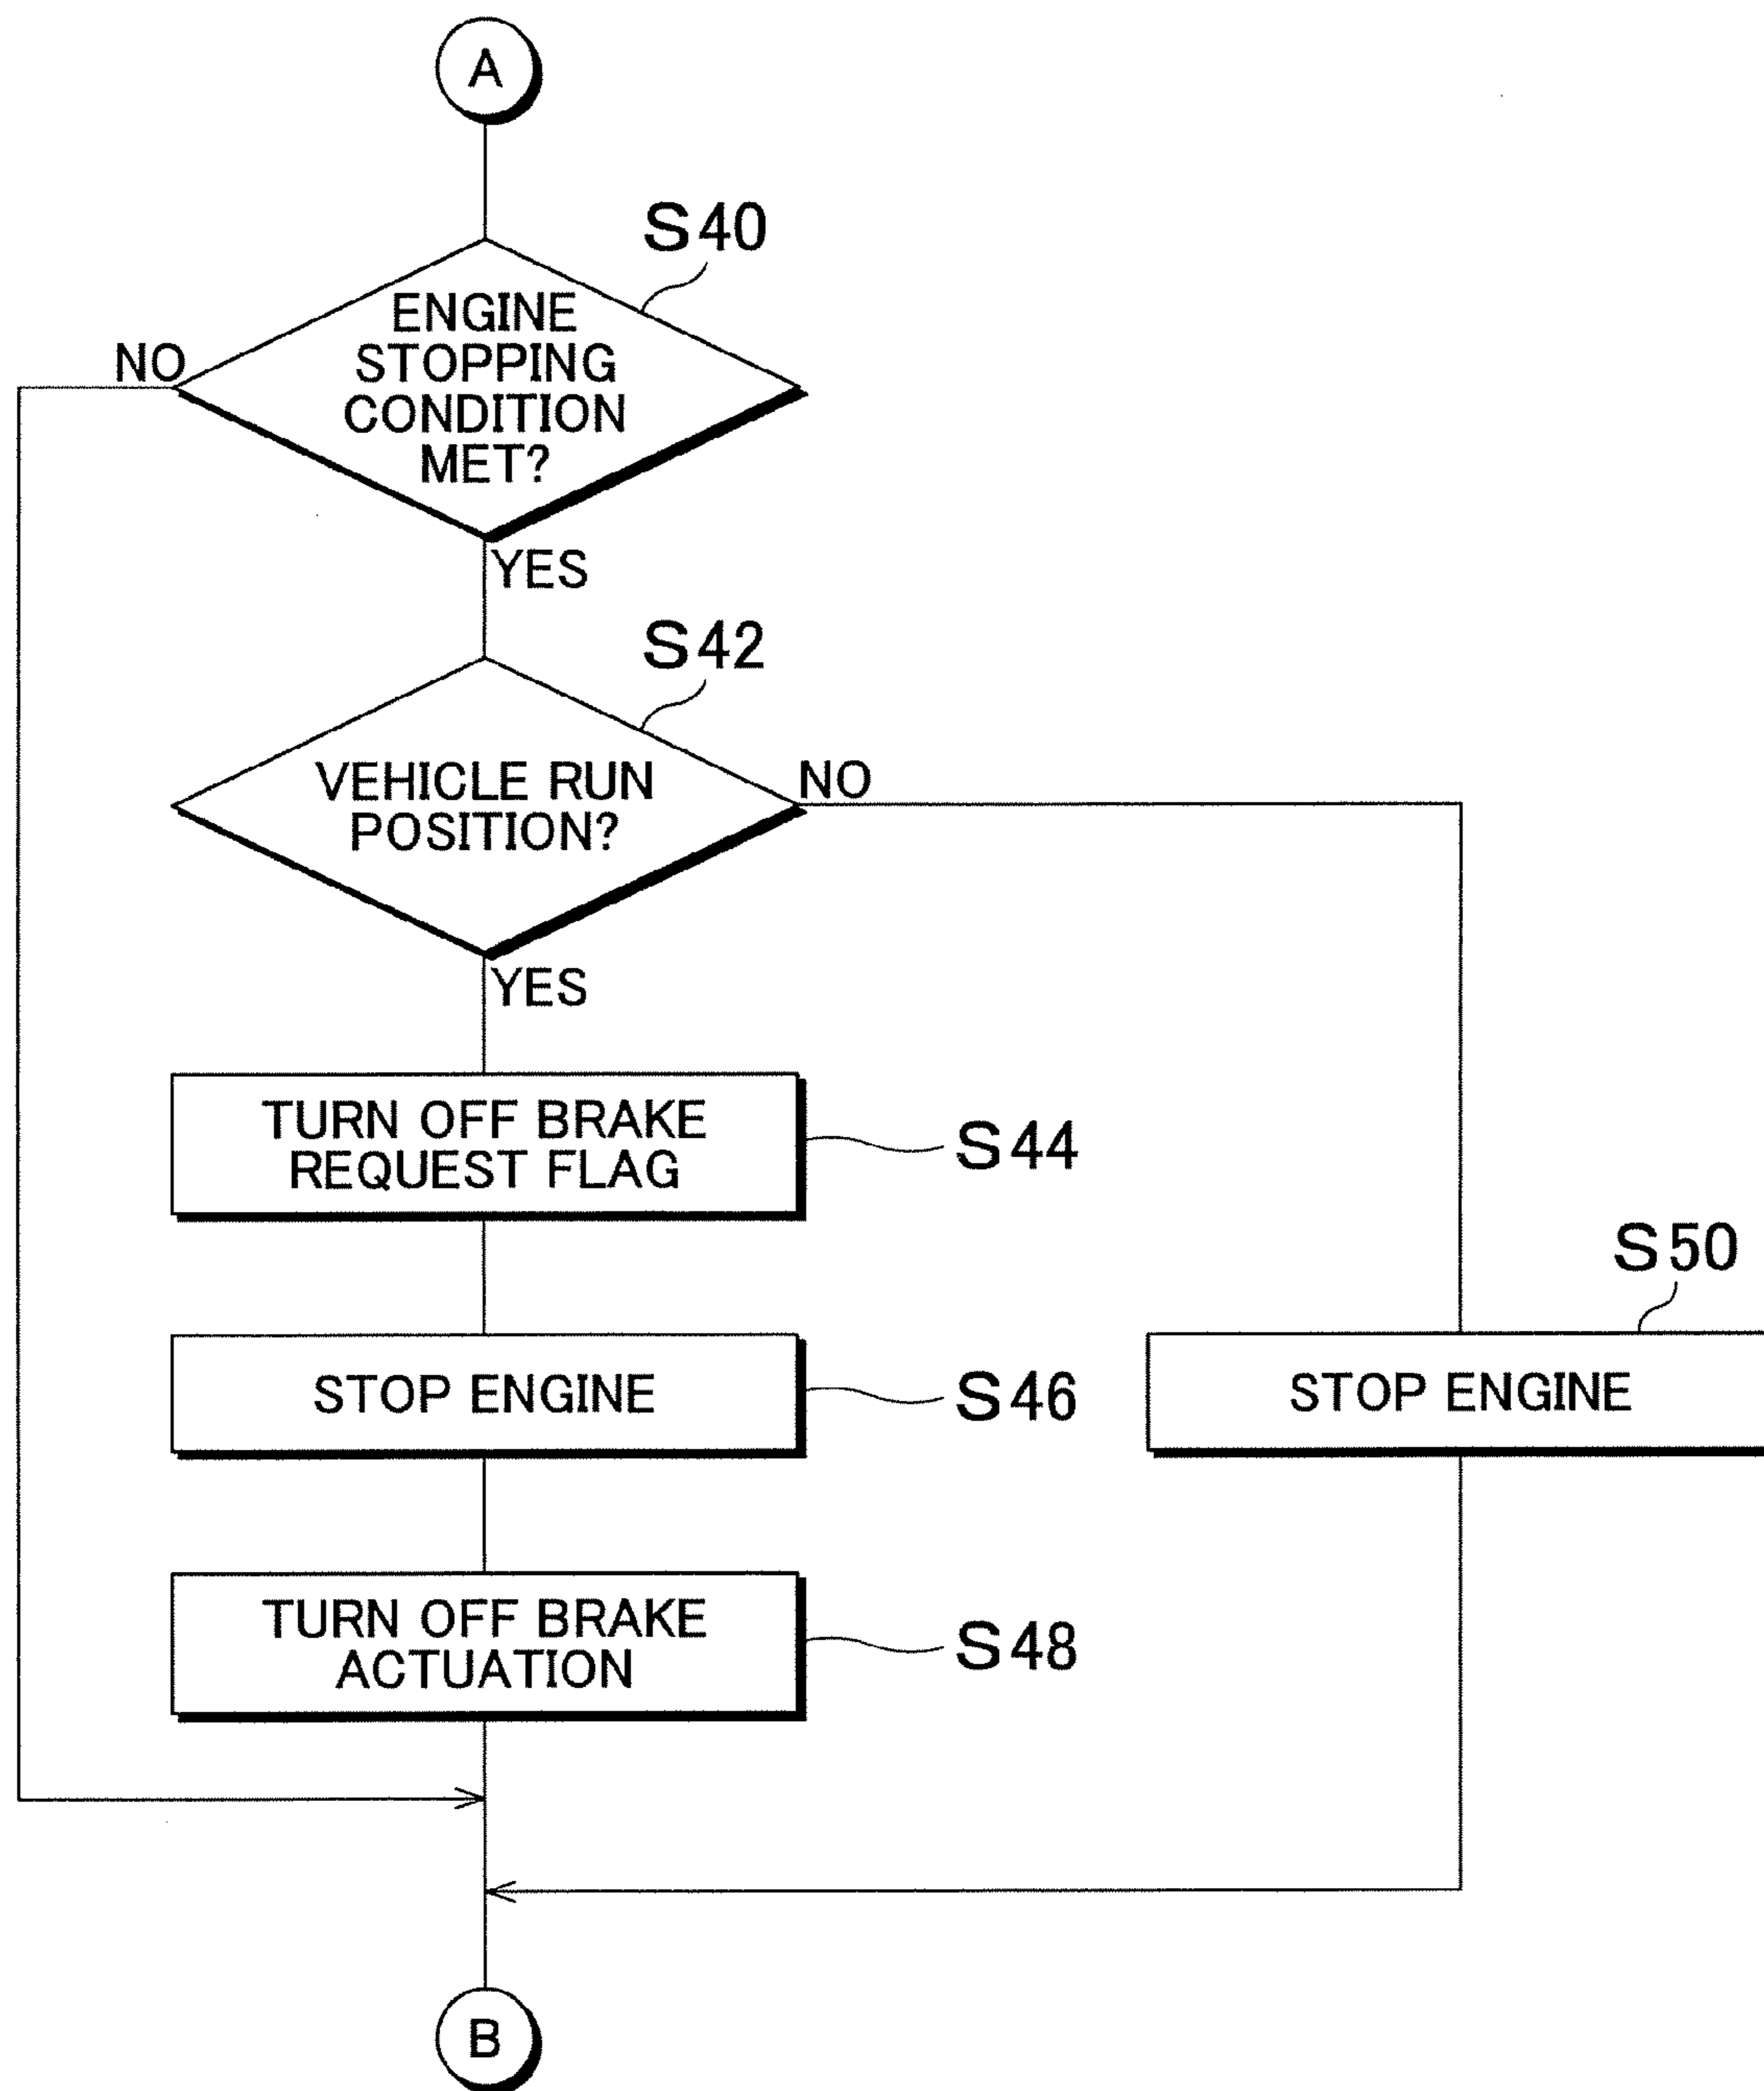 A
S40
ENGINE
STOPPING
CONDITION
MET?
NO
YES
S42
VEHICLE RUN
POSITION?
NO
YES
TURN OFF BRAKE
REQUEST FLAG
S44
S50
STOP ENGINE
S46
STOP ENGINE
TURN OFF BRAKE
ACTUATION
S48
B